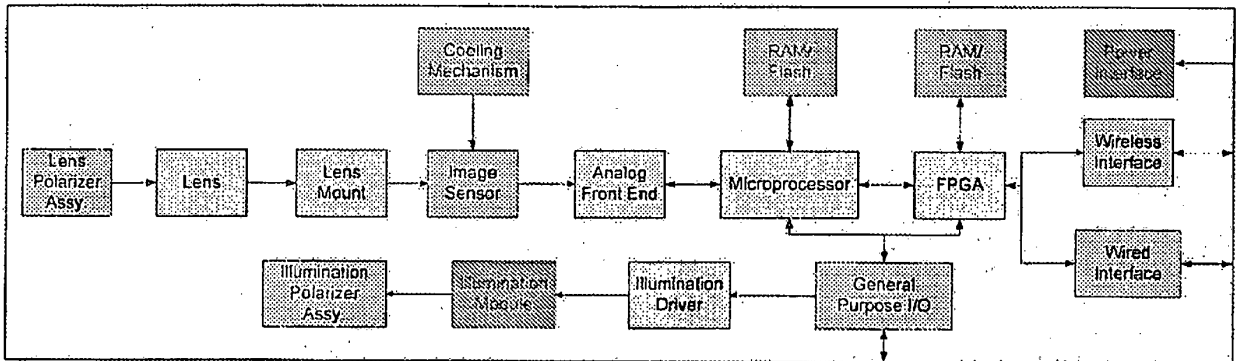 Cooling
Mechanism
RAM/
Flash
RAM/
Flash
Power
Interface
Lens
Polarizer
Assy
Lens
Lens
Mount
Image
Sensor
Analog
Front End
Microprocessor
FPGA
Wireless
Interface
Wired
Interface
Illumination
Polarizer
Assy
Illumination
Module
Illumination
Driver
General
Purpose I/O